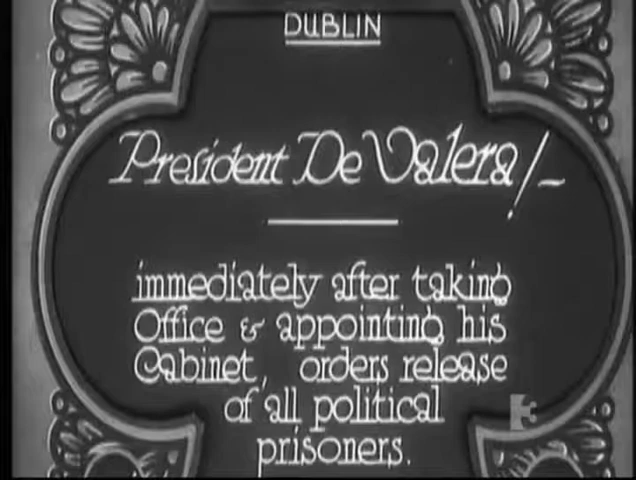 DUBLIN
President De Valera!-
immediately after taking
Office & appointing his
Cabinet, orders release
of all political
prisoners.